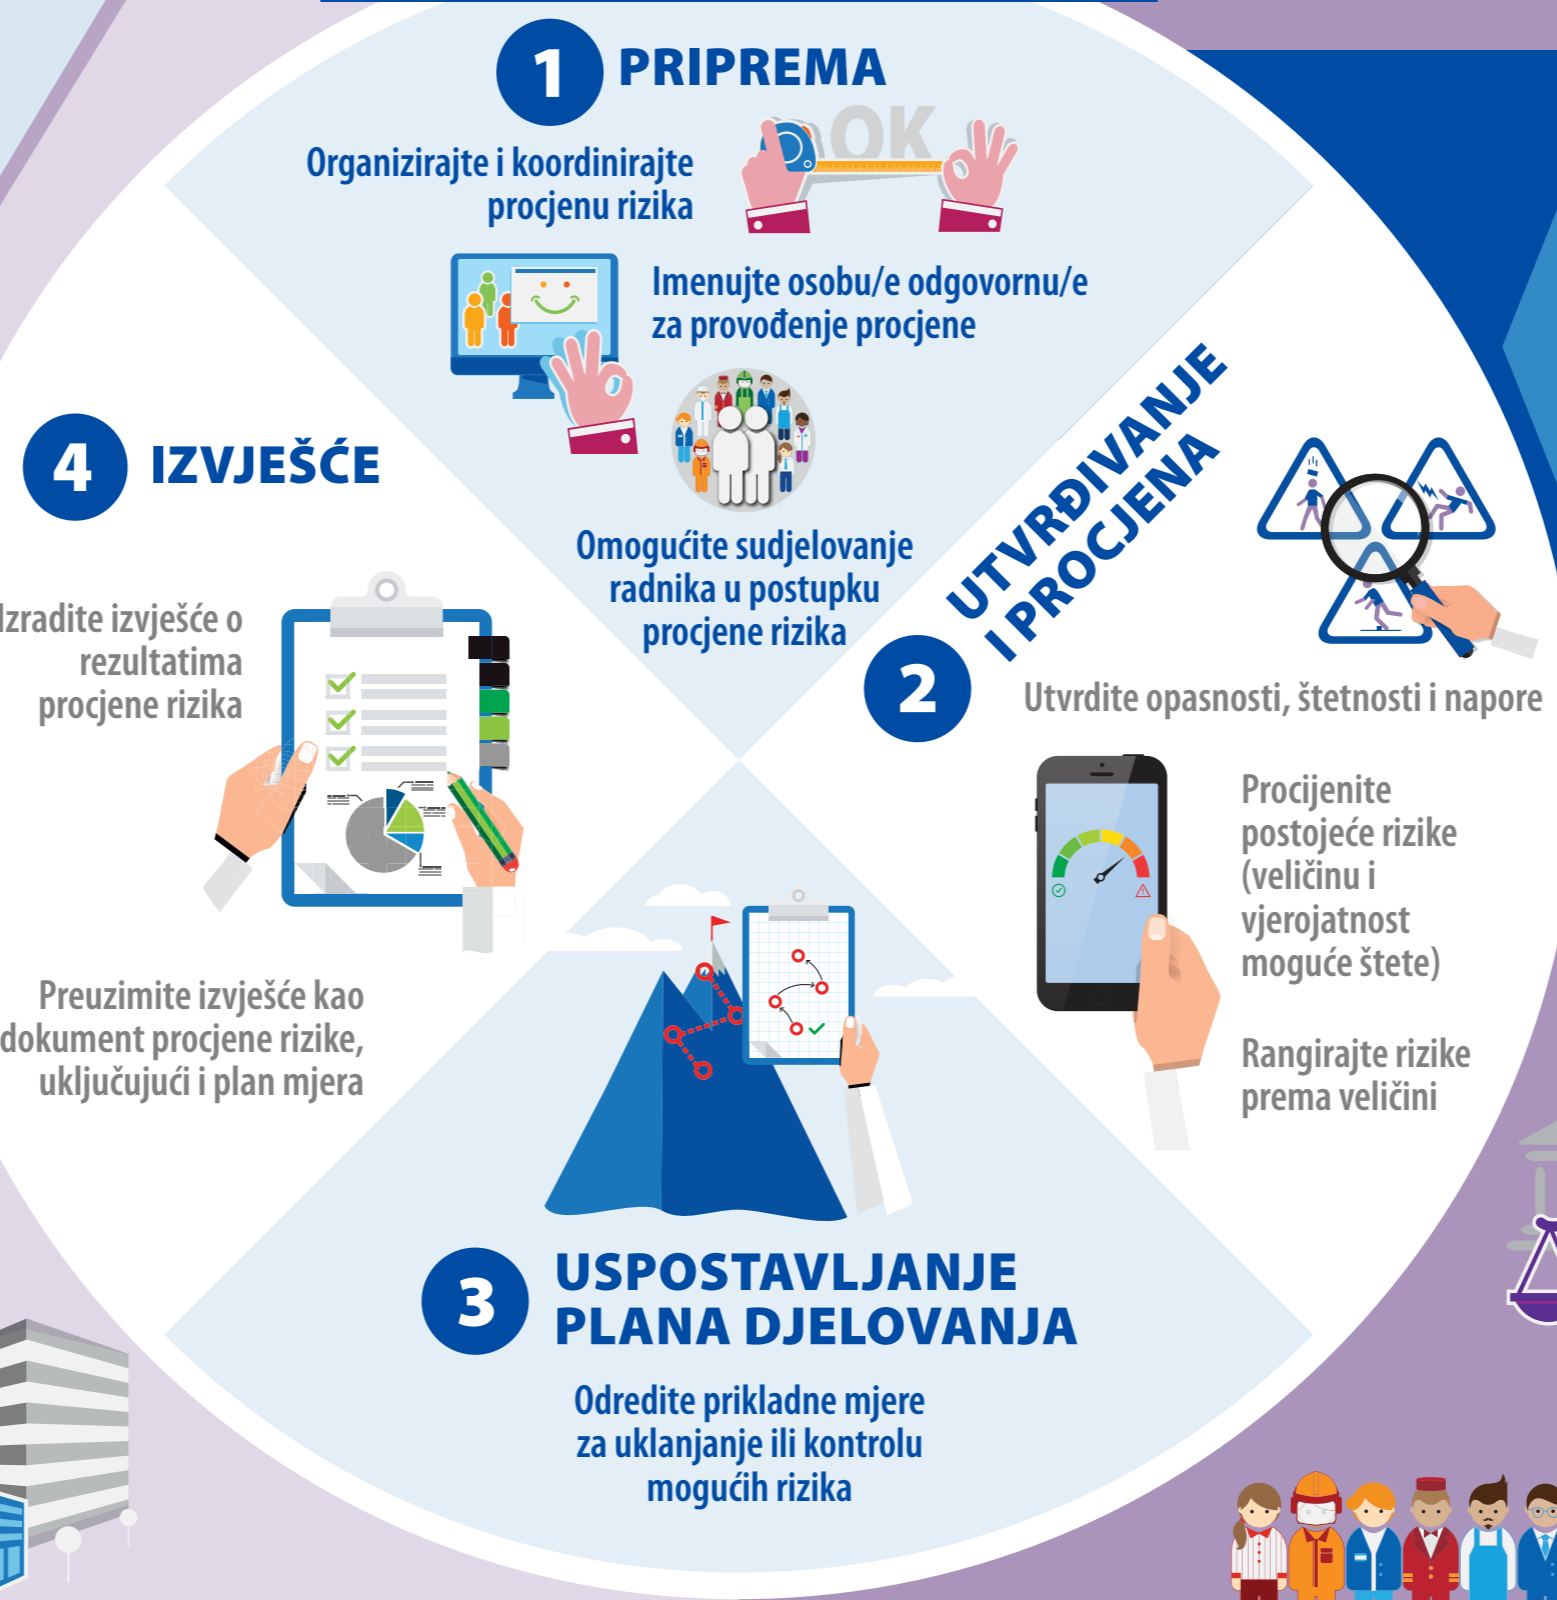 1
PRIPREMA
OK
Organizirajte i koordinirajte
procjenu rizika
Imenujte osobu/e odgovornu/e
za provođenje procjene
Omogućite sudjelovanje
radnika u postupku
procjene rizika
2
UTVRĐIVANJE
I PROCJENA
Utvrdite opasnosti, štetnosti i napore
Procijenite
postojeće rizike
(veličinu i
vjerojatnost
moguće štete)
Rangirajte rizike
prema veličini
3
USPOSTAVLJANJE
PLANA DJELOVANJA
Odredite prikladne mjere
za uklanjanje ili kontrolu
mogućih rizika
4
IZVJEŠĆE
Izradite izvješće o
rezultatima
procjene rizika
Preuzimite izvješće kao
dokument procjene rizike,
uključujući i plan mjera